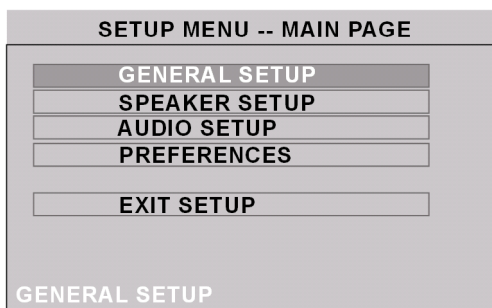 SETUP MENU -- MAIN PAGE
GENERAL SETUP
SPEAKER SETUP
AUDIO SETUP
PREFERENCES
EXIT SETUP
GENERAL SETUP